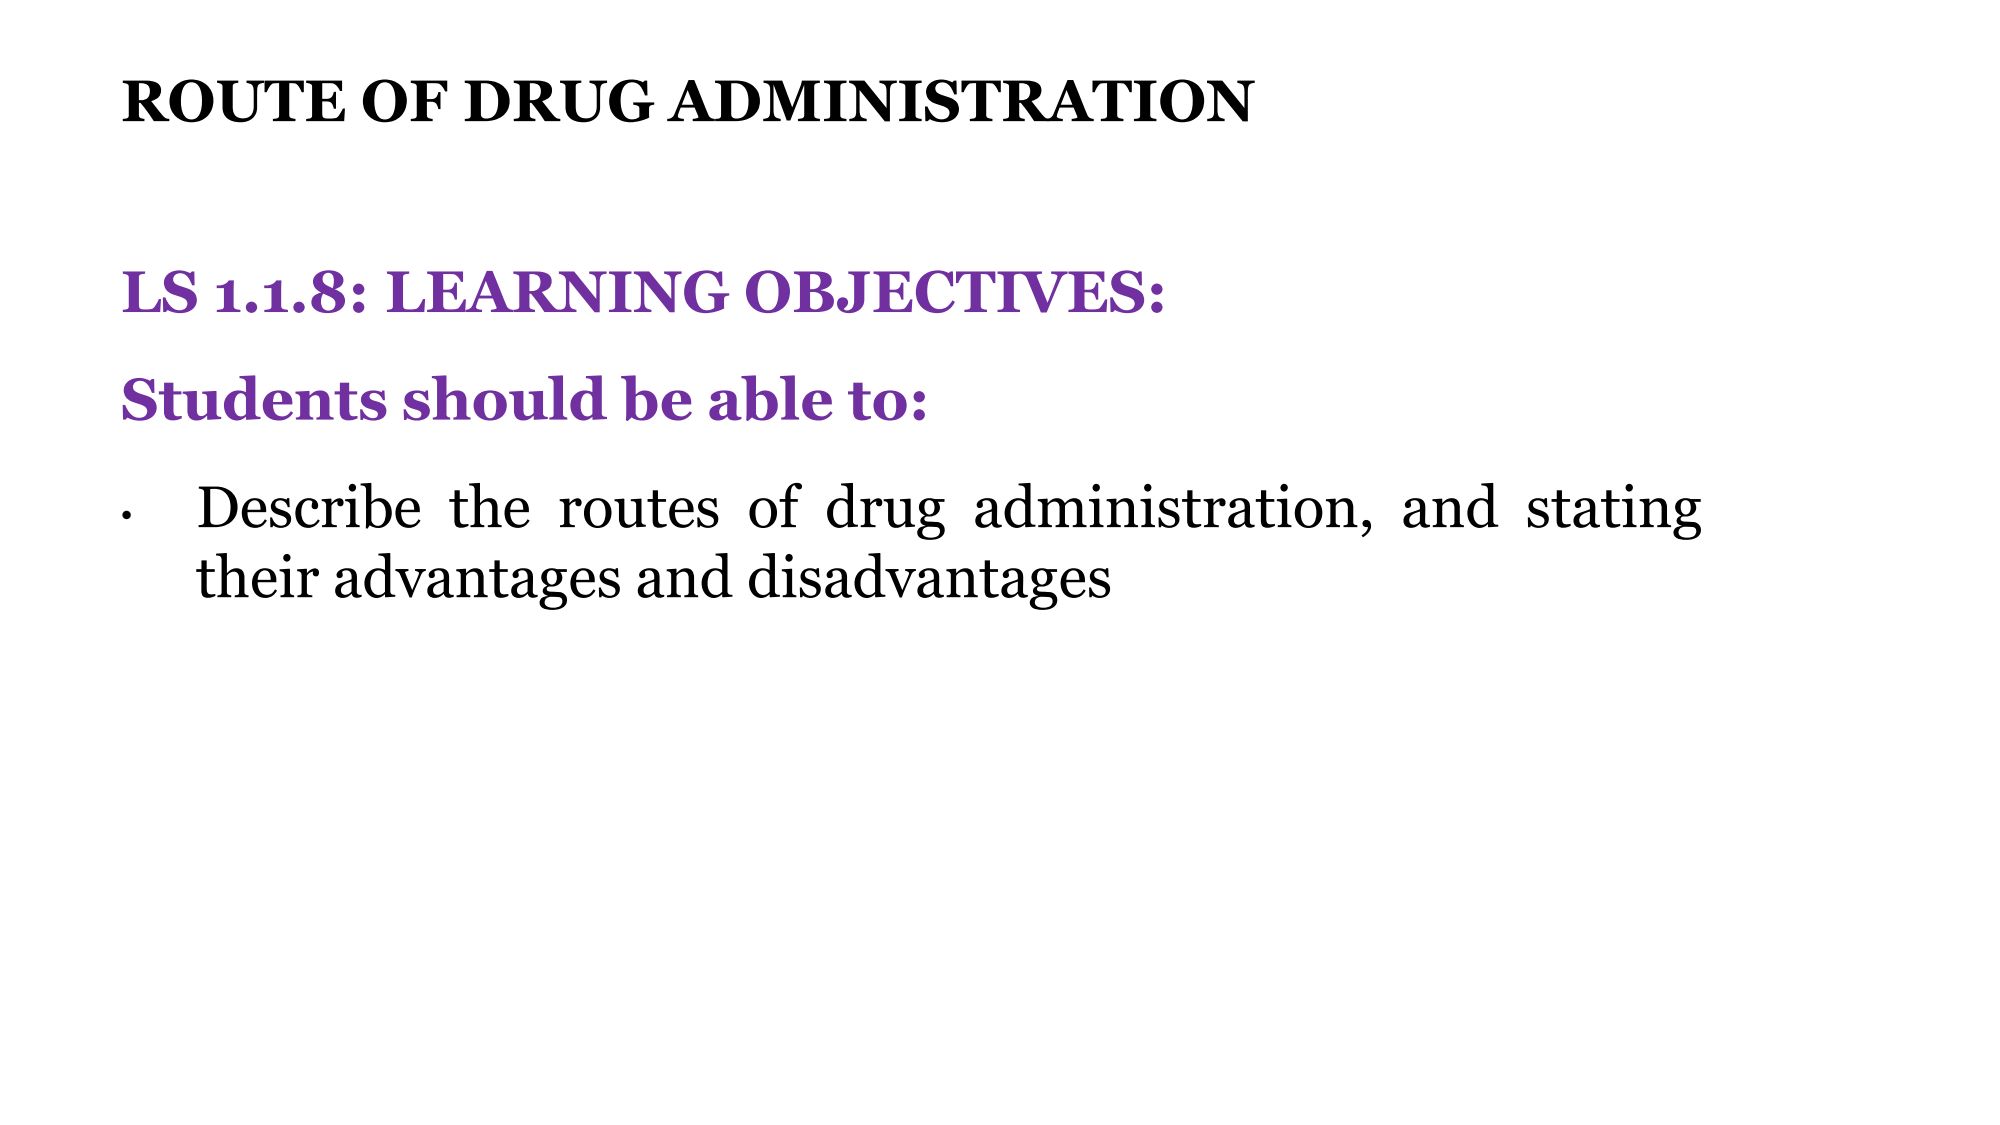 ROUTE OF DRUG ADMINISTRATION
LS 1.1.8: LEARNING OBJECTIVES:
Students should be able to:
• Describe the routes of drug administration, and stating
their advantages and disadvantages